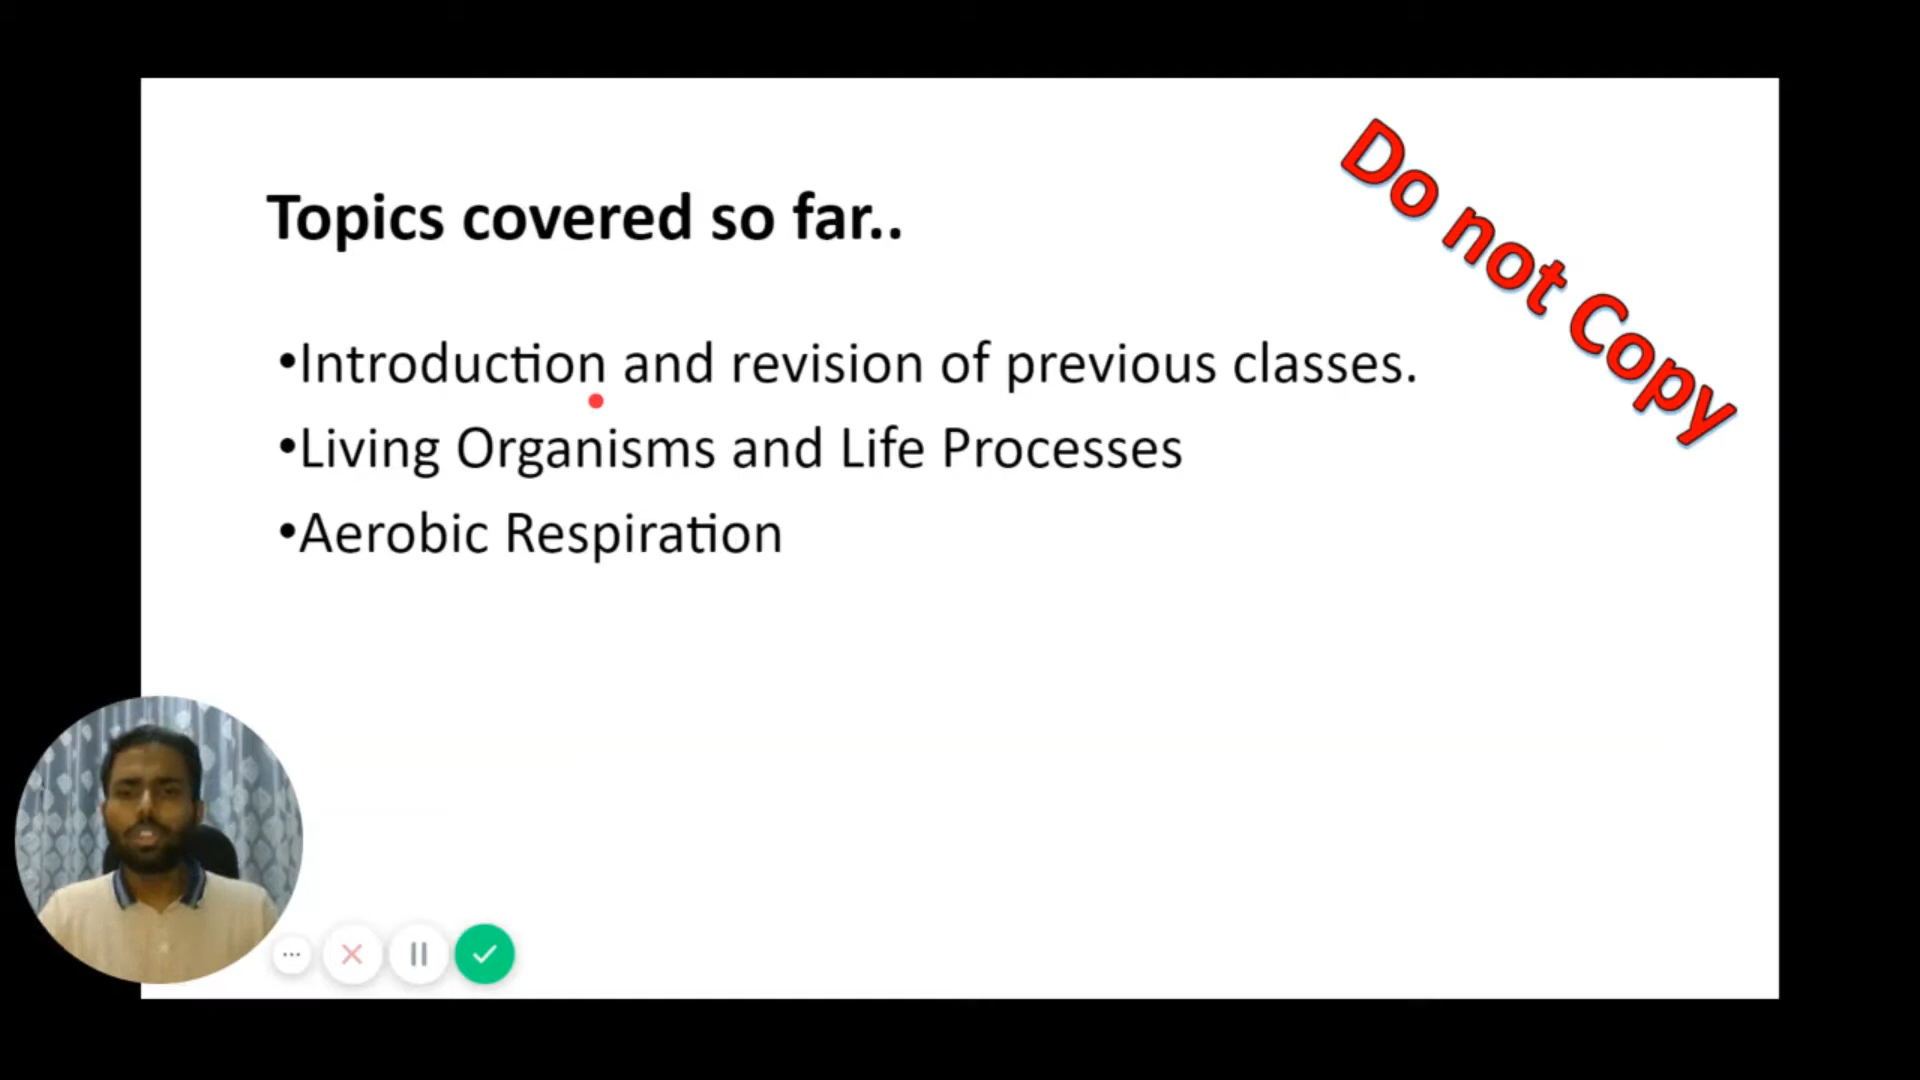 Topics covered so far..
Do not Copy
•Introduction and revision of previous classes.
•Living Organisms and Life Processes
•Aerobic Respiration